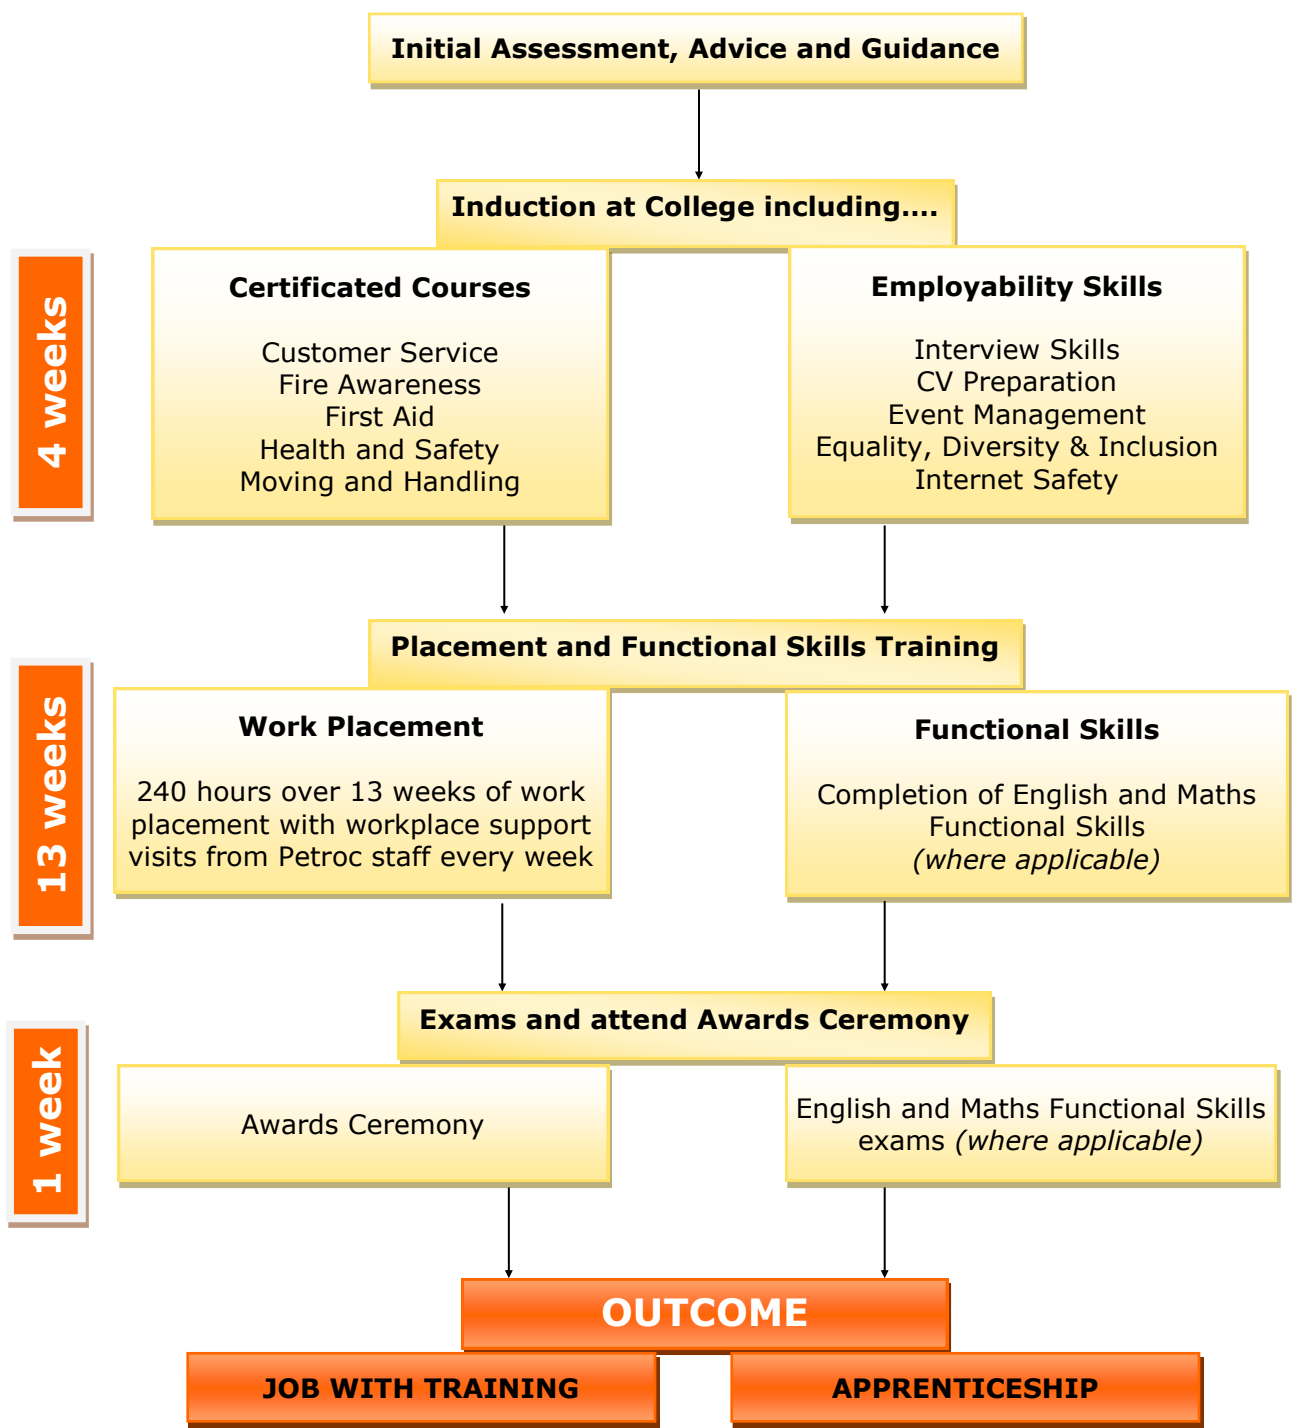 Initial Assessment, Advice and Guidance
Induction at College including....
4 weeks
Certificated Courses
Customer Service
Fire Awareness
First Aid
Health and Safety
Moving and Handling
Employability Skills
Interview Skills
CV Preparation
Event Management
Equality, Diversity & Inclusion
Internet Safety
Placement and Functional Skills Training
13 weeks
Work Placement
240 hours over 13 weeks of work
placement with workplace support
visits from Petroc staff every week
Functional Skills
Completion of English and Maths
Functional Skills
(where applicable)
Exams and attend Awards Ceremony
1 week
Awards Ceremony
English and Maths Functional Skills
exams (where applicable)
OUTCOME
JOB WITH TRAINING
APPRENTICESHIP